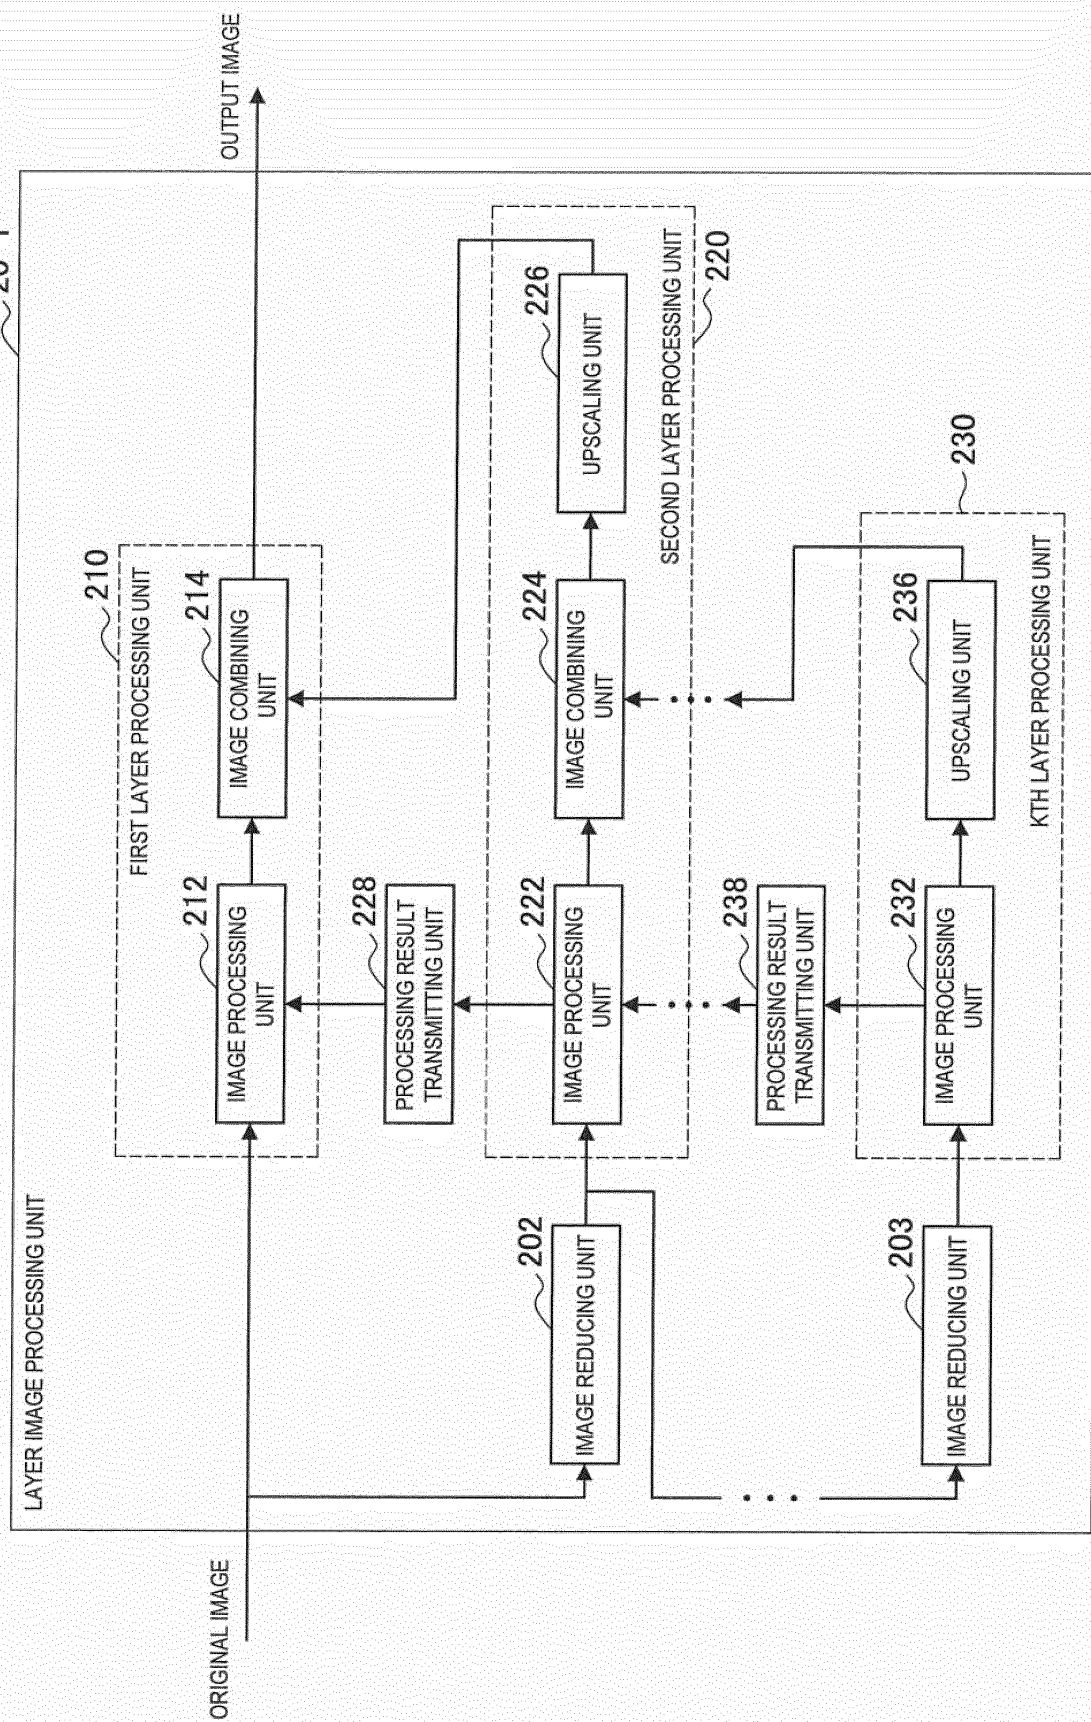 LAYER IMAGE PROCESSING UNIT
ORIGINAL IMAGE
OUTPUT IMAGE
210
FIRST LAYER PROCESSING UNIT
212
IMAGE PROCESSING
UNIT
214
IMAGE COMBINING
UNIT
228
PROCESSING RESULT
TRANSMITTING UNIT
202
IMAGE REDUCING UNIT
222
IMAGE PROCESSING
UNIT
224
IMAGE COMBINING
UNIT
226
UPSCALING UNIT
SECOND LAYER PROCESSING UNIT
220
238
PROCESSING RESULT
TRANSMITTING UNIT
203
IMAGE REDUCING UNIT
232
IMAGE PROCESSING
UNIT
236
UPSCALING UNIT
KTH LAYER PROCESSING UNIT
230